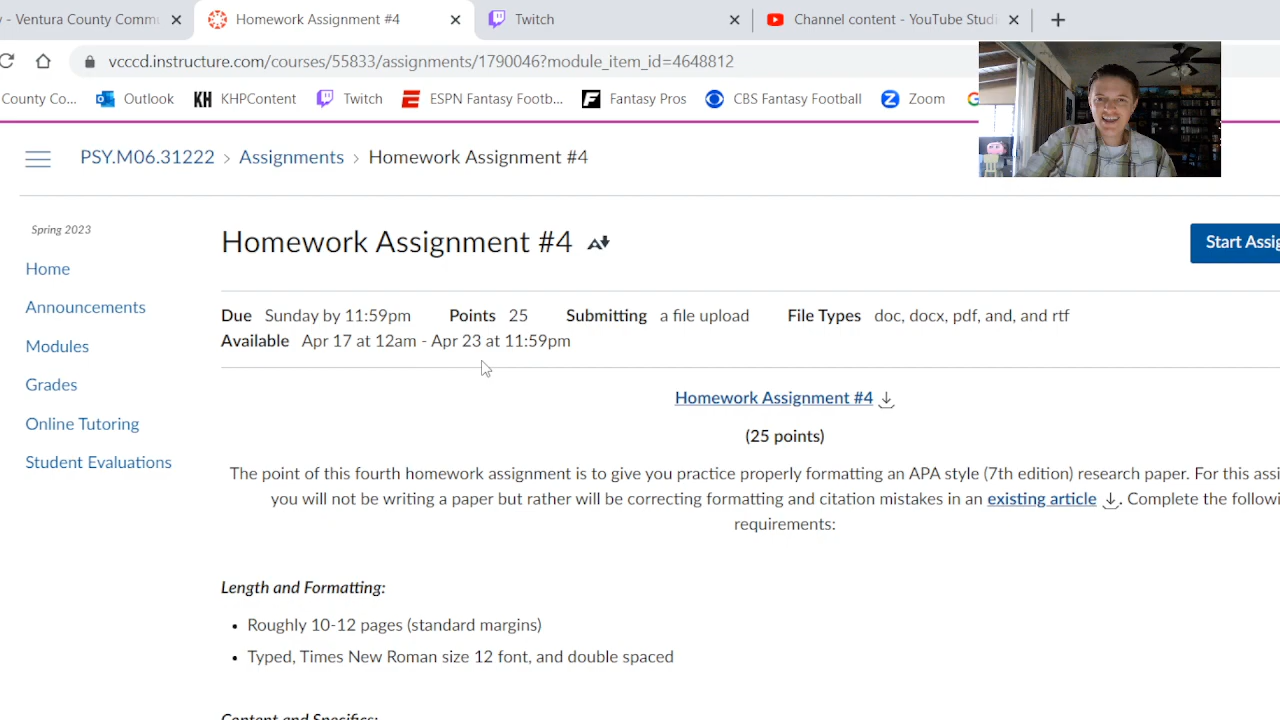 - Ventura County Commu
Homework Assignment #4
Twitch
Channel content - YouTube Studi
vcccd.instructure.com/courses/55833/assignments/1790046?module_item_id=4648812
County Co...
Outlook
KH KHPContent
Twitch
ESPN Fantasy Footb...
Fantasy Pros
CBS Fantasy Football
Zoom
PSY.M06.31222 > Assignments > Homework Assignment #4
Spring 2023
Home
Announcements
Modules
Grades
Online Tutoring
Student Evaluations
Homework Assignment #4
Start Assig
Due Sunday by 11:59pm Points 25 Submitting a file upload File Types doc, docx, pdf, and, and rtf
Available Apr 17 at 12am - Apr 23 at 11:59pm
Homework Assignment #4
(25 points)
The point of this fourth homework assignment is to give you practice properly formatting an APA style (7th edition) research paper. For this assi
you will not be writing a paper but rather will be correcting formatting and citation mistakes in an existing article. Complete the followi
requirements:
Length and Formatting:
• Roughly 10-12 pages (standard margins)
• Typed, Times New Roman size 12 font, and double spaced
Content and Specifics: